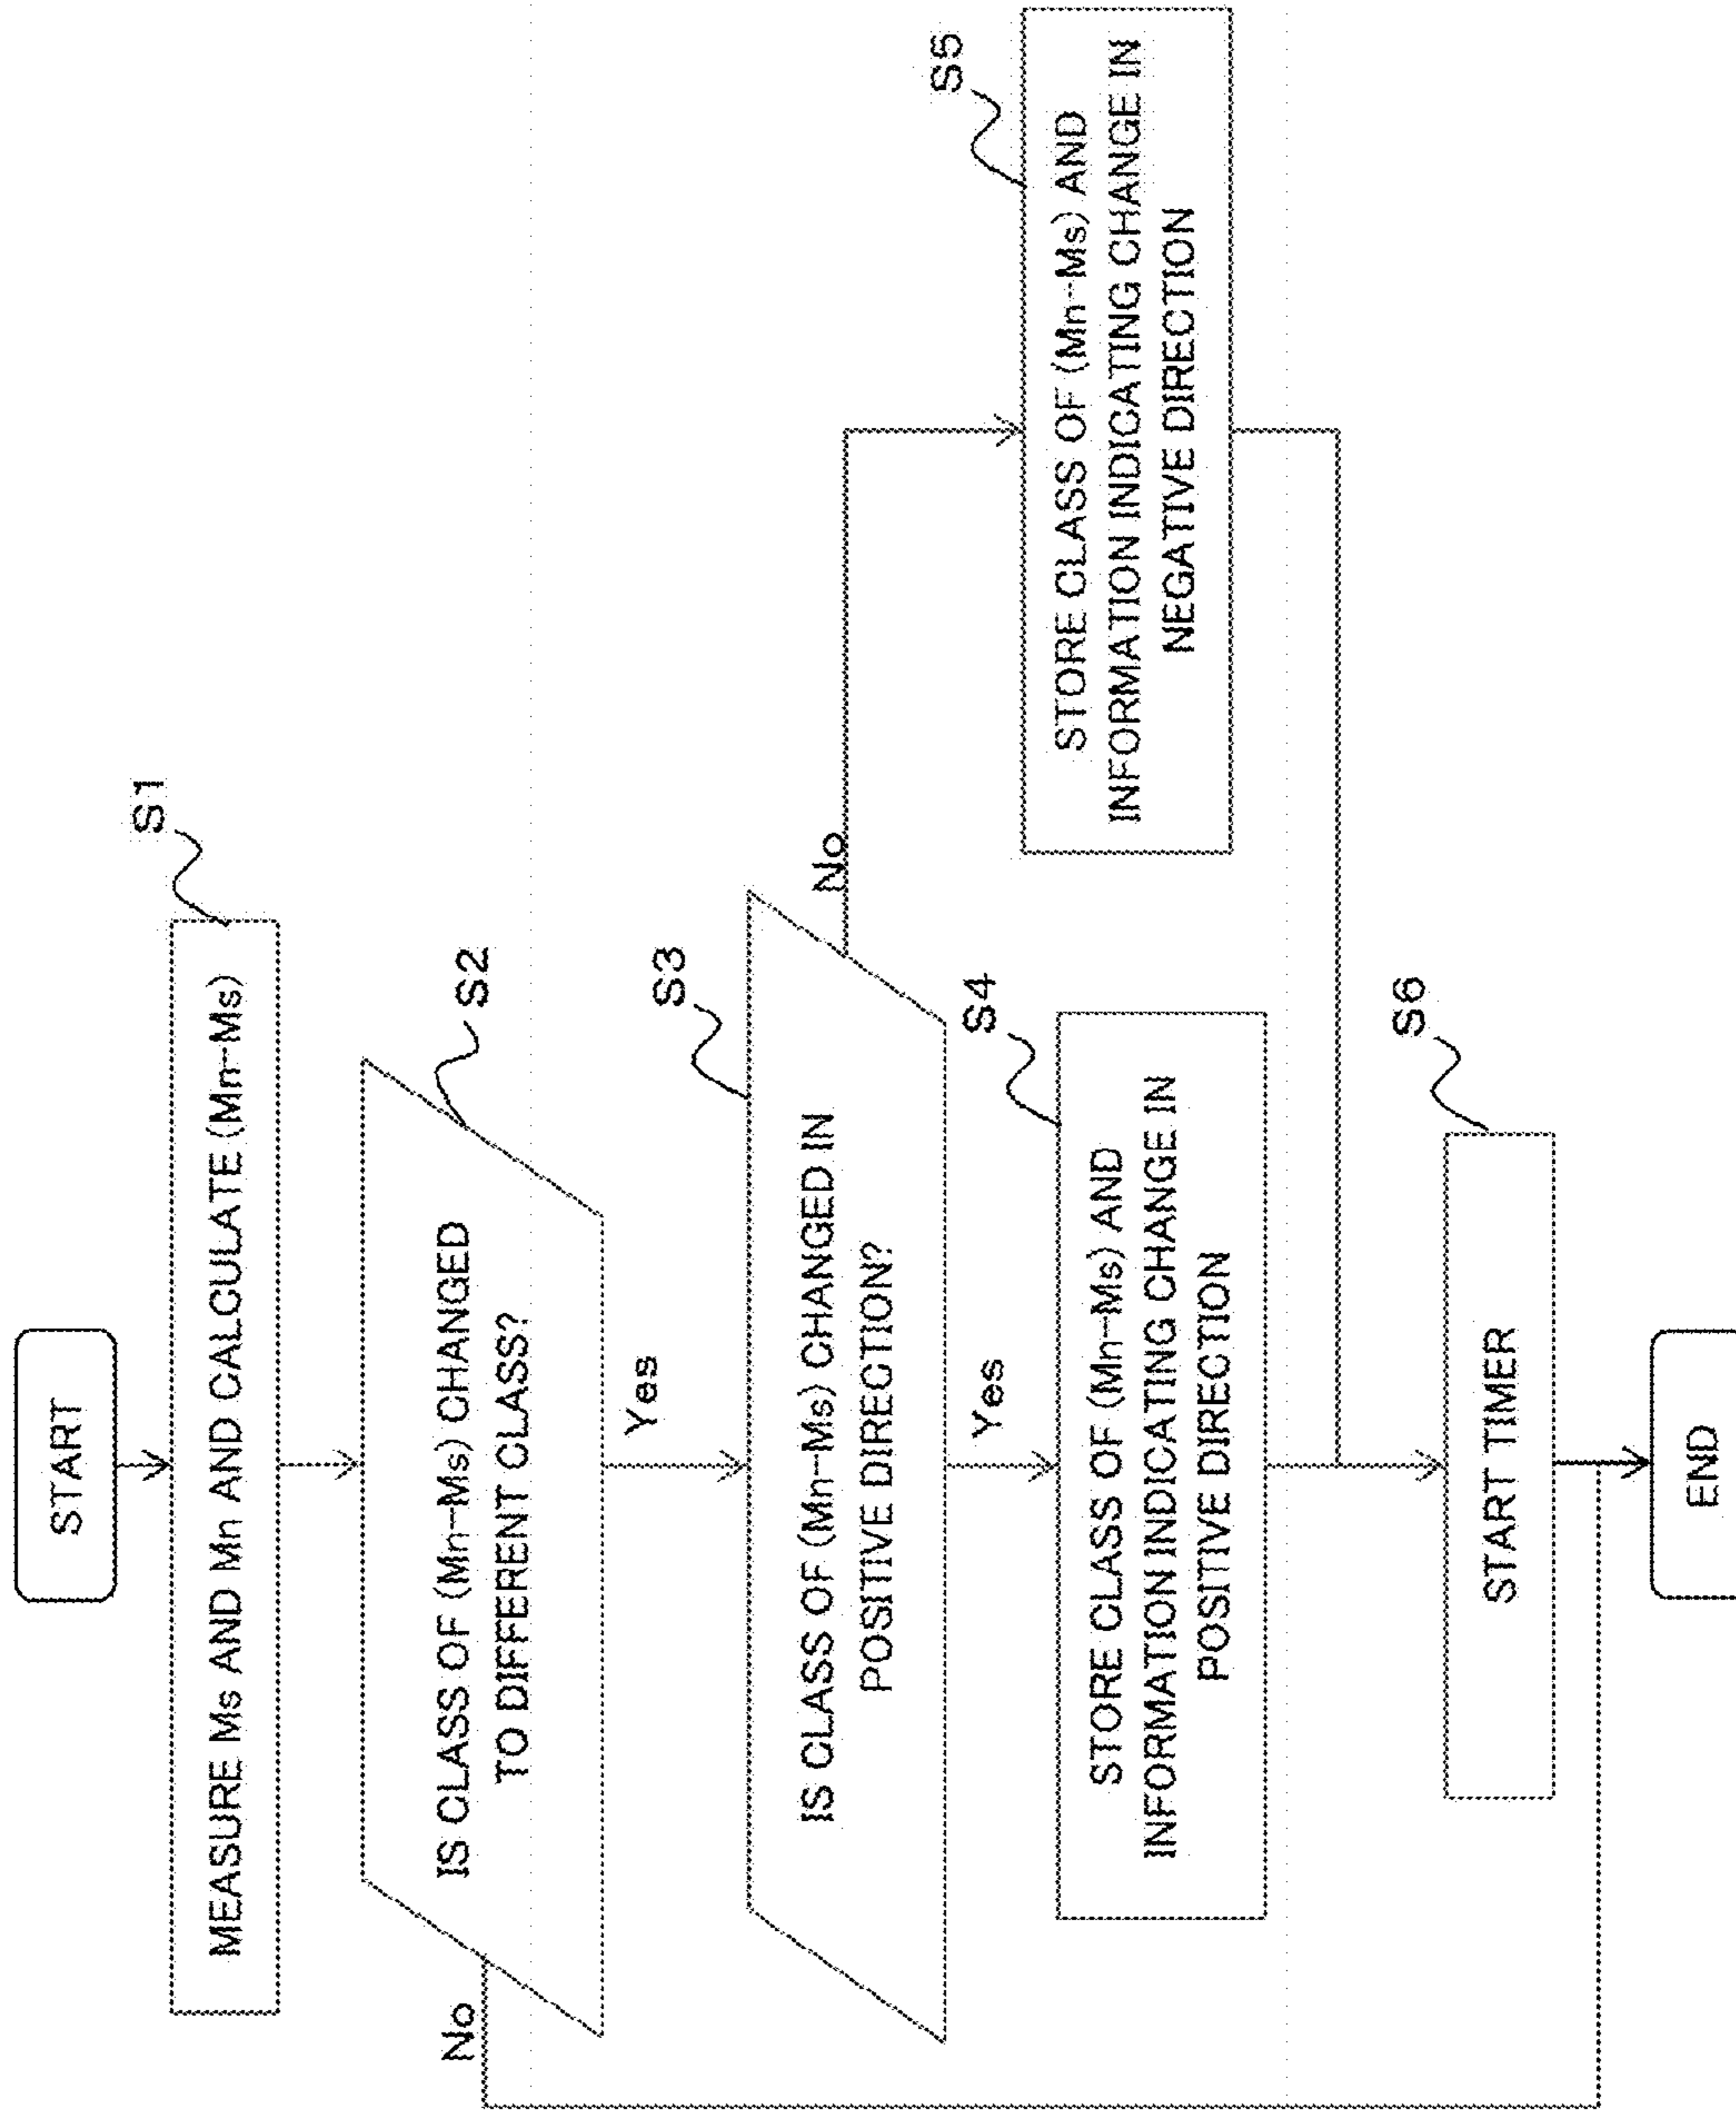 START
S1
MEASURE Ms AND Mn AND CALCULATE (Mn-Ms)
S2
IS CLASS OF (Mn-Ms) CHANGED
TO DIFFERENT CLASS?
No
Yes
S3
IS CLASS OF (Mn-Ms) CHANGED IN
POSITIVE DIRECTION?
No
Yes
S4
STORE CLASS OF (Mn-Ms) AND
INFORMATION INDICATING CHANGE IN
POSITIVE DIRECTION
S5
STORE CLASS OF (Mn-Ms) AND
INFORMATION INDICATING CHANGE IN
NEGATIVE DIRECTION
S6
START TIMER
END